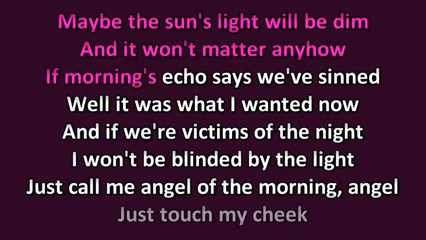 Maybe the sun's light will be dim
And it won't matter anyhow
If morning's echo says we've sinned
Well it was what I wanted now
And if we're victims of the night
I won't be blinded by the light
Just call me angel of the morning, angel
Just touch my cheek